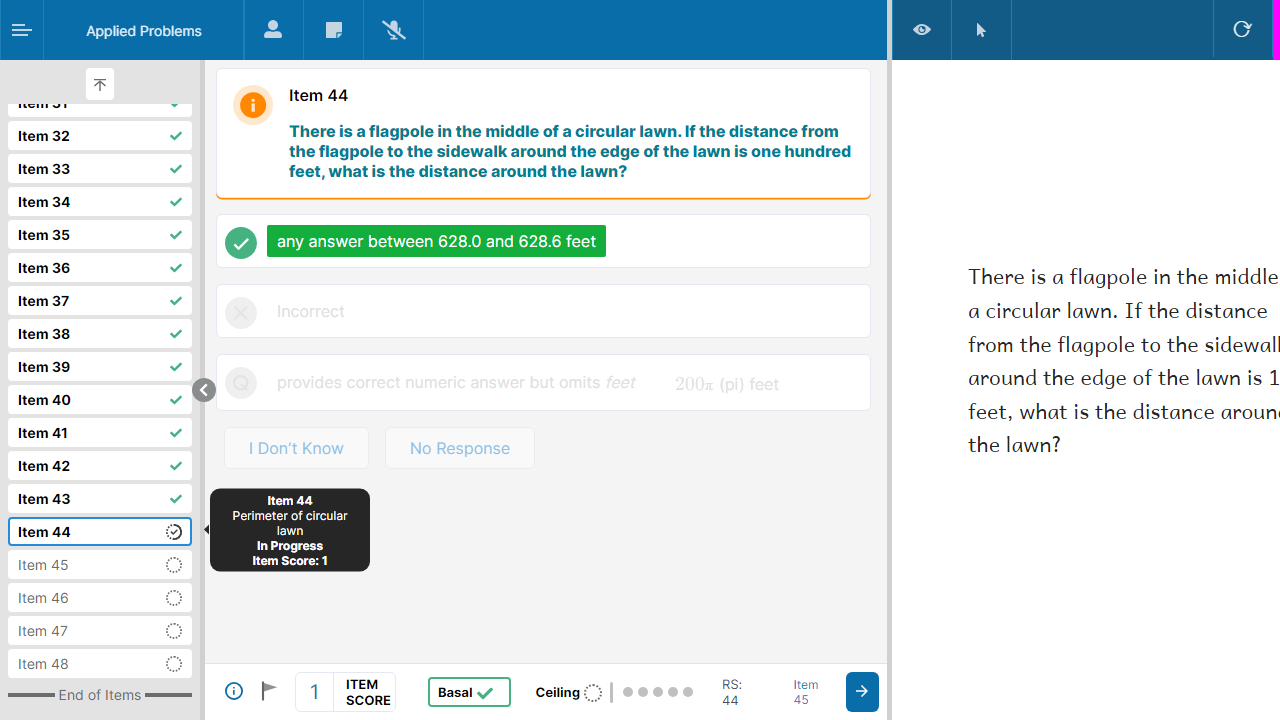 Applied Problems
Item 32
Item 33
Item 34
Item 35
Item 36
Item 37
Item 38
Item 39
Item 40
Item 41
Item 42
Item 43
Item 44
Item 45
Item 46
Item 47
Item 48
End of Items
Item 44
There is a flagpole in the middle of a circular lawn. If the distance from
the flagpole to the sidewalk around the edge of the lawn is one hundred
feet, what is the distance around the lawn?
any answer between 628.0 and 628.6 feet
Incorrect
Q
provides correct numeric answer but omits feet
200π (pi) feet
I Don't Know
No Response
Item 44
Perimeter of circular
lawn
In Progress
Item Score: 1
1
ITEM
SCORE
Basal
Ceiling
RS:
44
Item
45
There is a flagpole in the middle
a circular lawn. If the distance
from the flagpole to the sidewal
around the edge of the lawn is 1
feet, what is the distance aroun
the lawn?